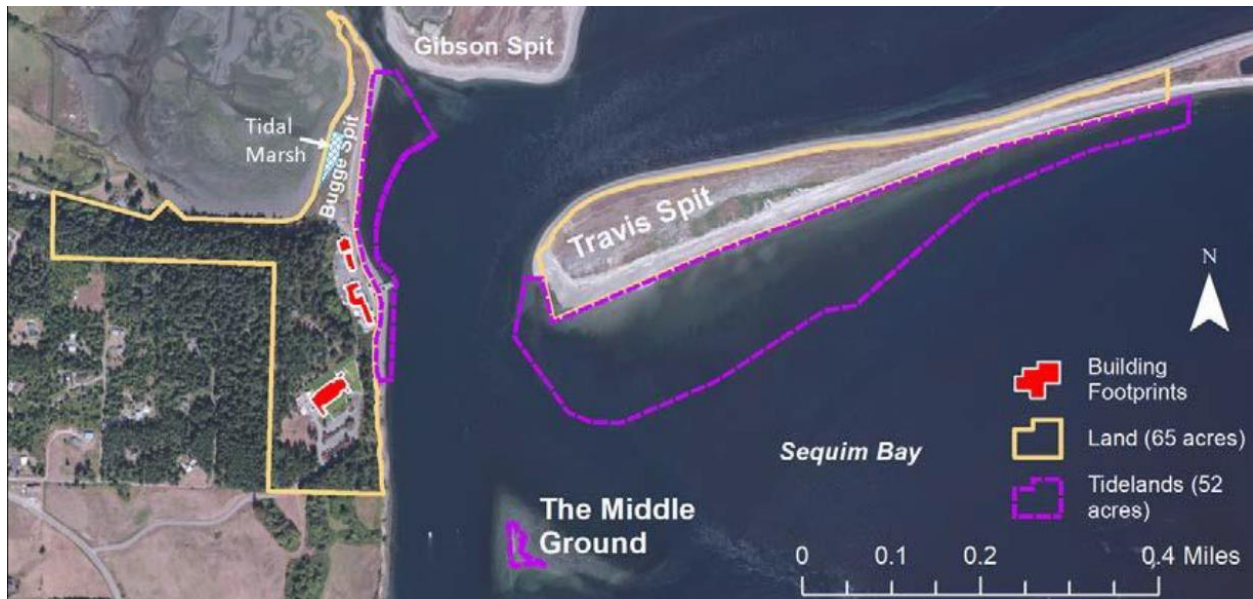 Gibson Spit
Tidal
Marsh
Bugge Spit
Travis Spit
N
Building
Footprints
Land (65 acres)
Sequim Bay
Tidelands (52
acres)
The Middle
Ground
0 0.1 0.2 0.4 Miles